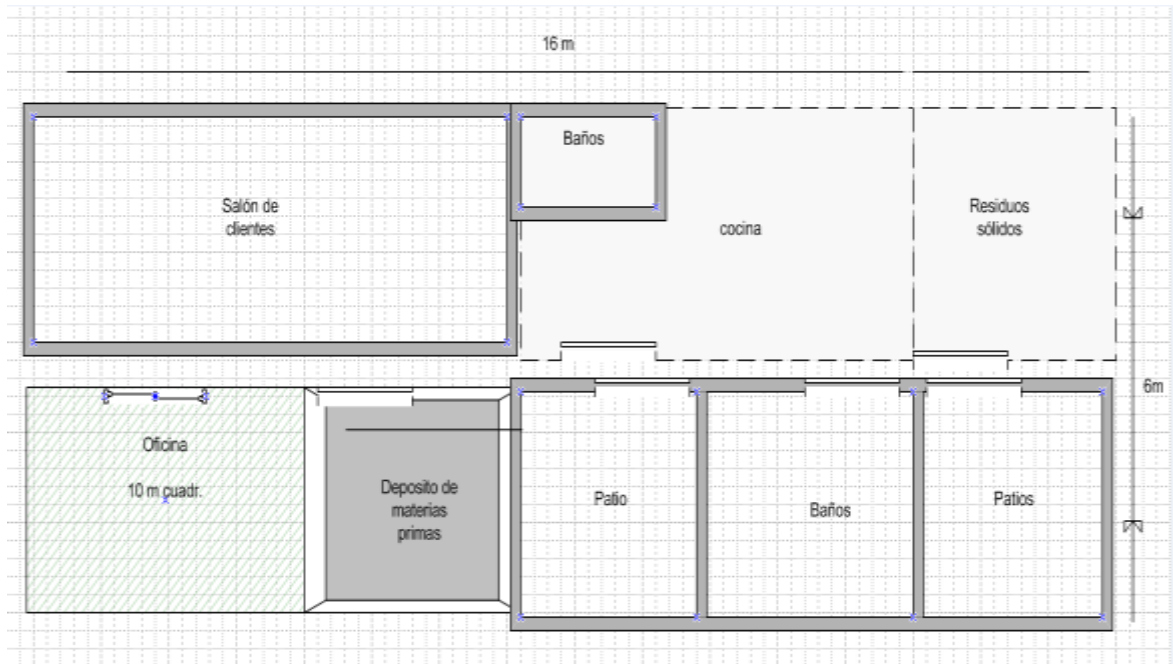 16 m
Baños
Salón de
clientes
cocina
Residuos
sólidos
6m
Oficina
10 m cuadr.
Deposito de
materias
primas
Patio
Baños
Patios